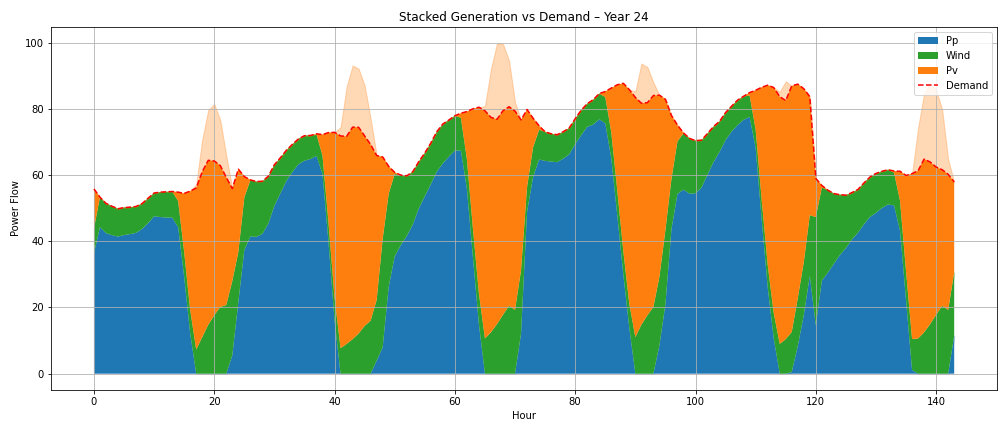 Stacked Generation vs Demand – Year 24
Pp
Wind
Pv
Demand
Power Flow
100
80
60
40
20
0
0 20 40 60 80 100 120 140
Hour